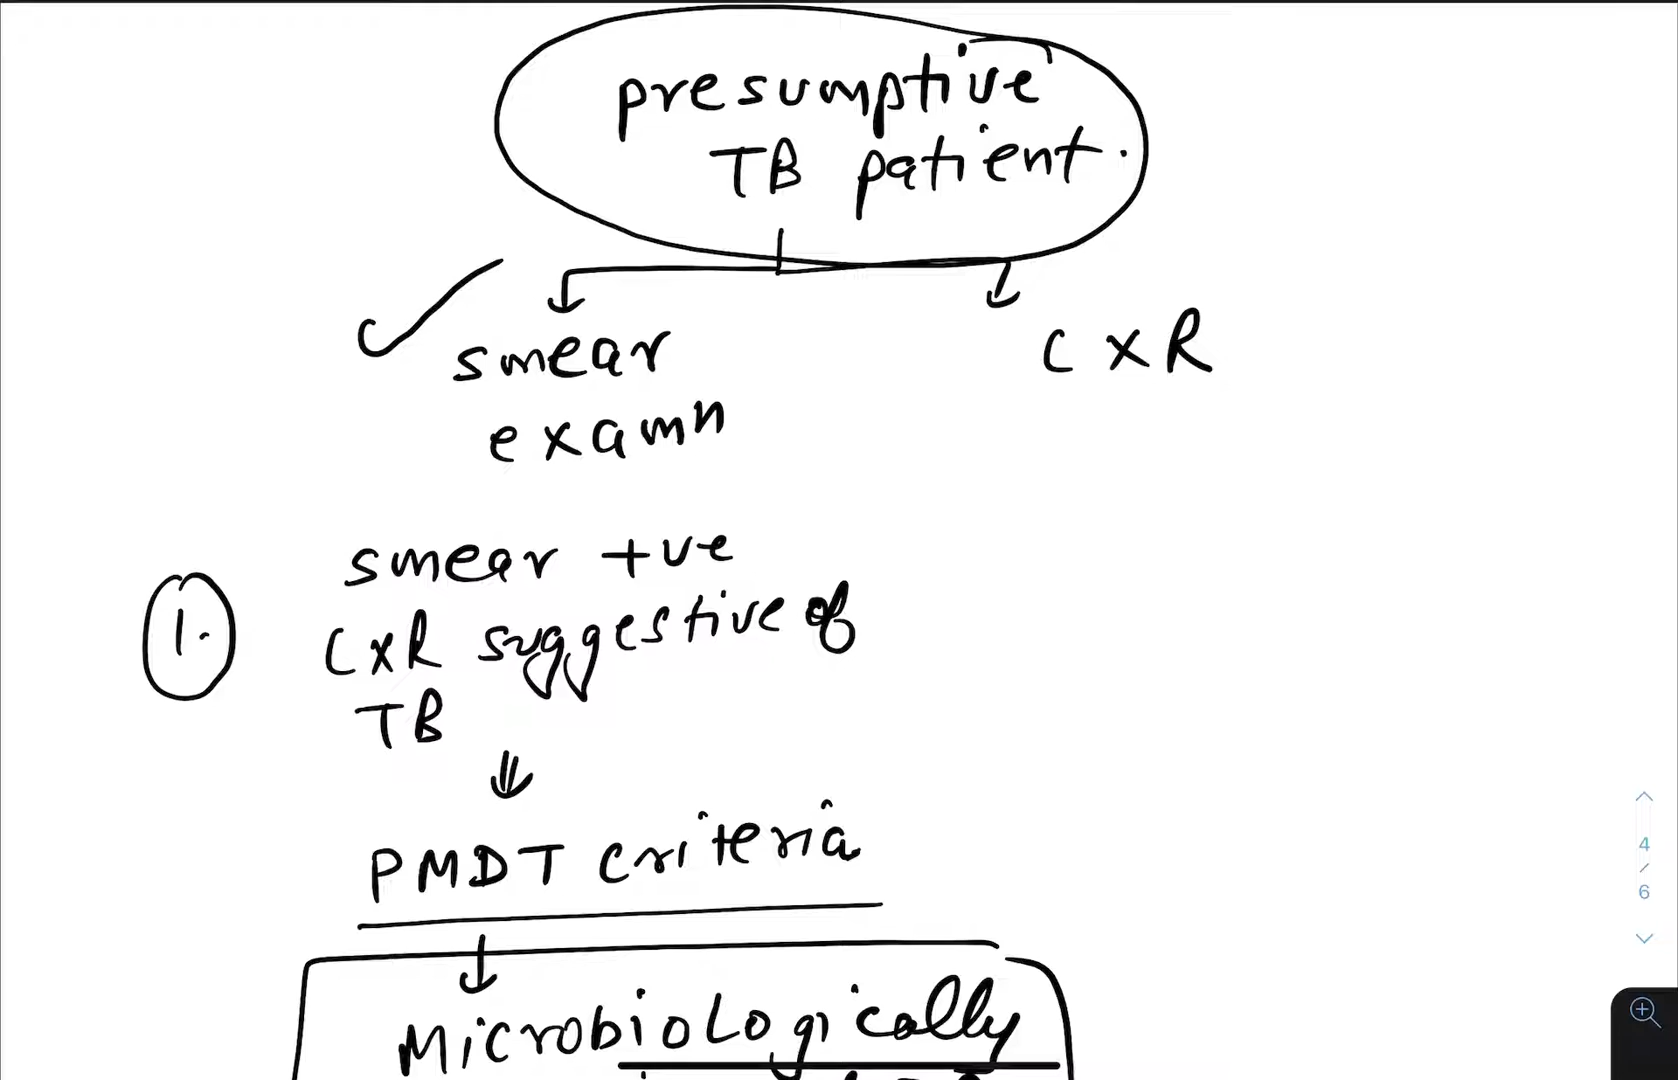 presumptive
TB patient.
smear
examn
CXR
1.
smear +ve
CXR suggestive of
TB
PMDT criteria
Microbiologically
4
/
6